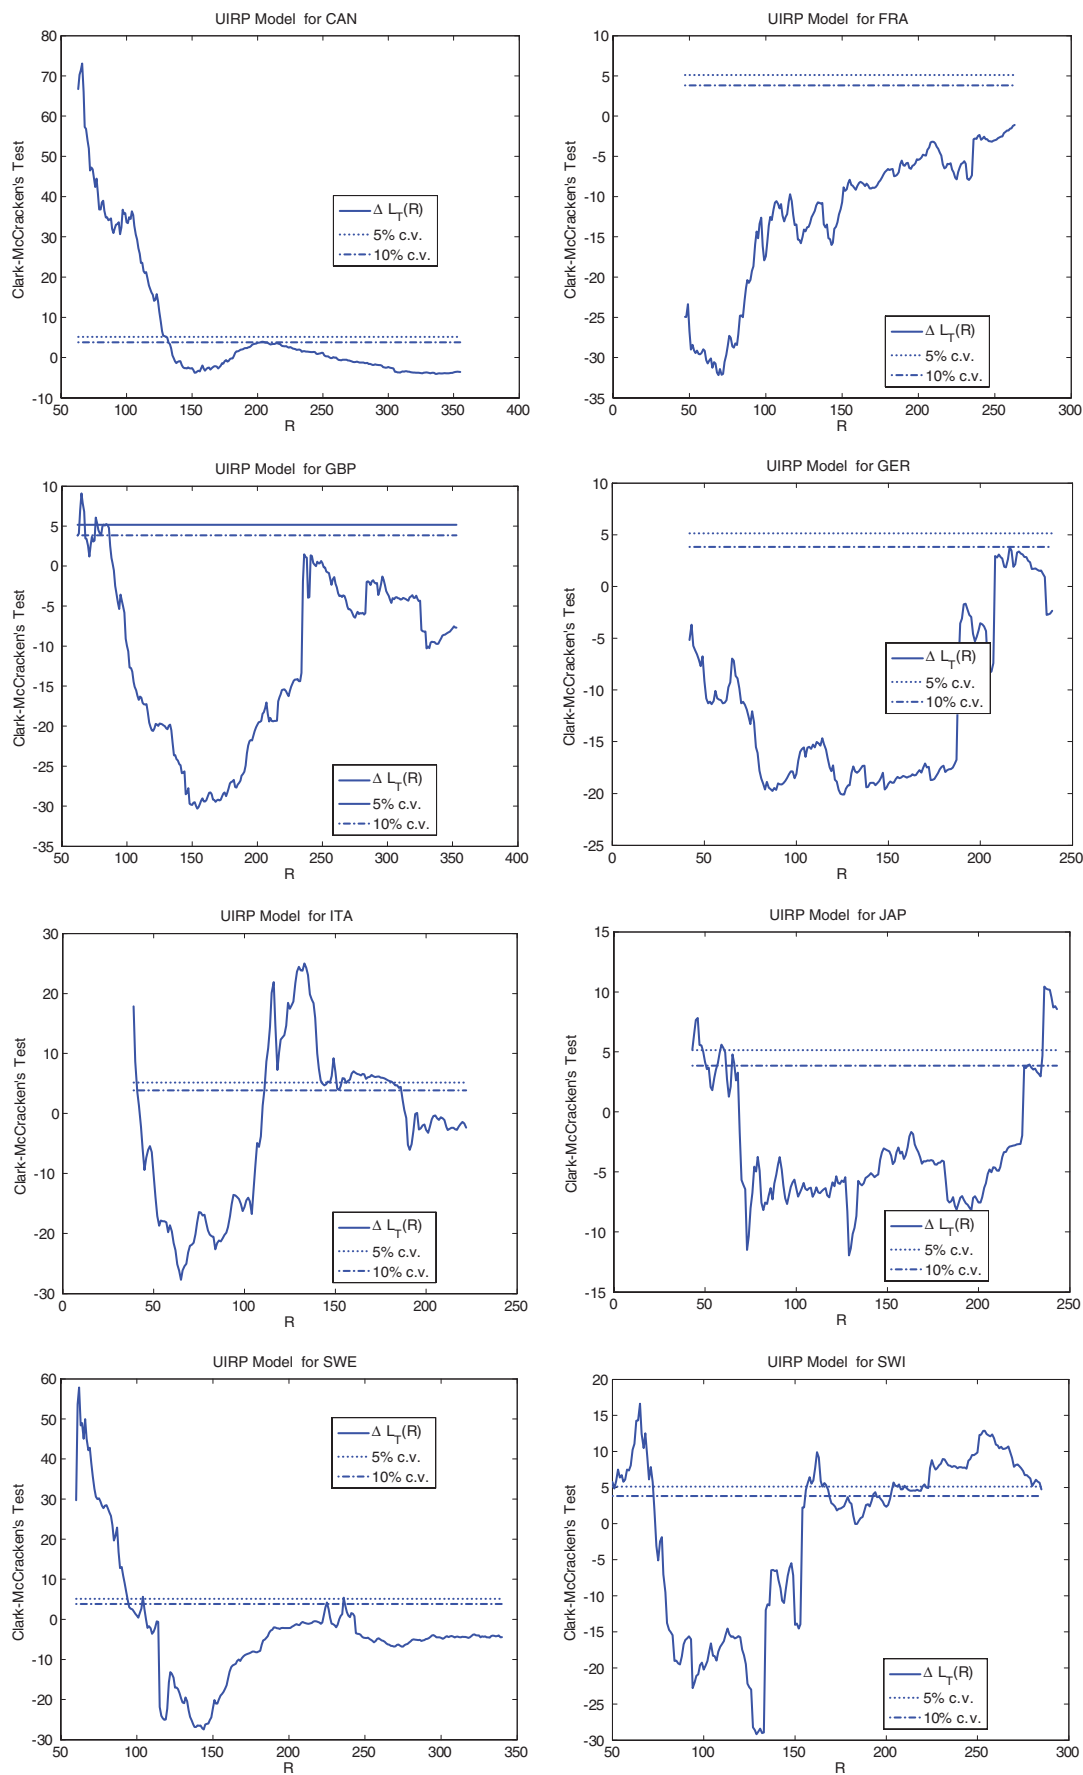 UIRP Model for CAN
80
70
60
50
40
30
20
10
0
-10
50
100
150
200
250
300
350
400
R
Clark-McCracken's Test
Δ L_T(R)
5% c.v.
10% c.v.
UIRP Model for FRA
10
5
0
-5
-10
-15
-20
-25
-30
-35
0
50
100
150
200
250
300
R
Clark-McCracken's Test
Δ L_T(R)
5% c.v.
10% c.v.
UIRP Model for GBP
10
5
0
-5
-10
-15
-20
-25
-30
-35
50
100
150
200
250
300
350
400
R
Clark-McCracken's Test
Δ L_T(R)
5% c.v.
10% c.v.
UIRP Model for GER
10
5
0
-5
-10
-15
-20
-25
0
50
100
150
200
250
R
Clark-McCracken's Test
Δ L_T(R)
5% c.v.
10% c.v.
UIRP Model for ITA
30
20
10
0
-10
-20
-30
0
50
100
150
200
250
R
Clark-McCracken's Test
Δ L_T(R)
5% c.v.
10% c.v.
UIRP Model for JAP
15
10
5
0
-5
-10
-15
0
50
100
150
200
250
R
Clark-McCracken's Test
Δ L_T(R)
5% c.v.
10% c.v.
UIRP Model for SWE
60
50
40
30
20
10
0
-10
-20
-30
50
100
150
200
250
300
350
R
Clark-McCracken's Test
Δ L_T(R)
5% c.v.
10% c.v.
UIRP Model for SWI
20
15
10
5
0
-5
-10
-15
-20
-25
-30
50
100
150
200
250
300
R
Clark-McCracken's Test
Δ L_T(R)
5% c.v.
10% c.v.